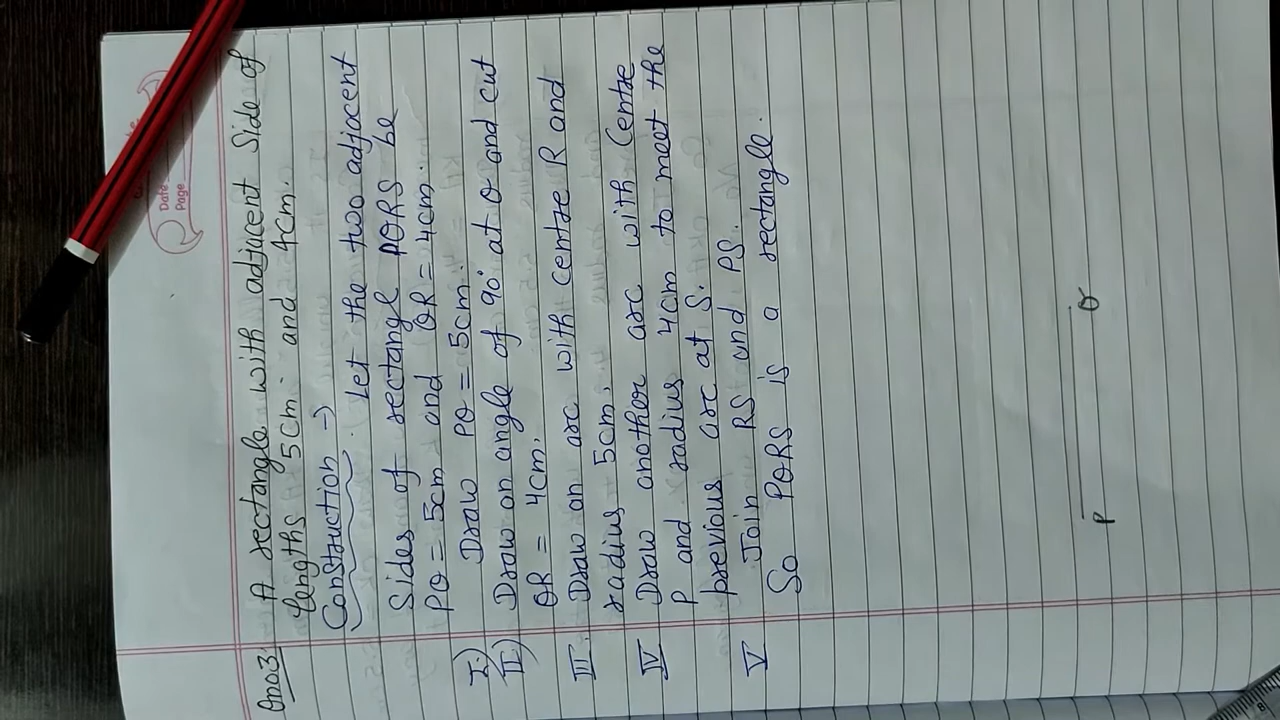 Date
Page
Qno3. A rectangle with adjacent side of
lengths 5cm. and 4cm.
Construction →
Let the two adjacent
Sides of rectangl PQRS be
PQ = 5cm and QR = 4cm.
I.) Draw PQ = 5cm.
II.) Draw an angle of 90° at Q and cut
QR = 4cm.
III. Draw an arc with centre R and
radius 5cm.
IV Draw another arc with Centre
P and radius 4cm to meet the
previous arc at S.
V Join RS and PS.
So PQRS is a rectangle.
P Q